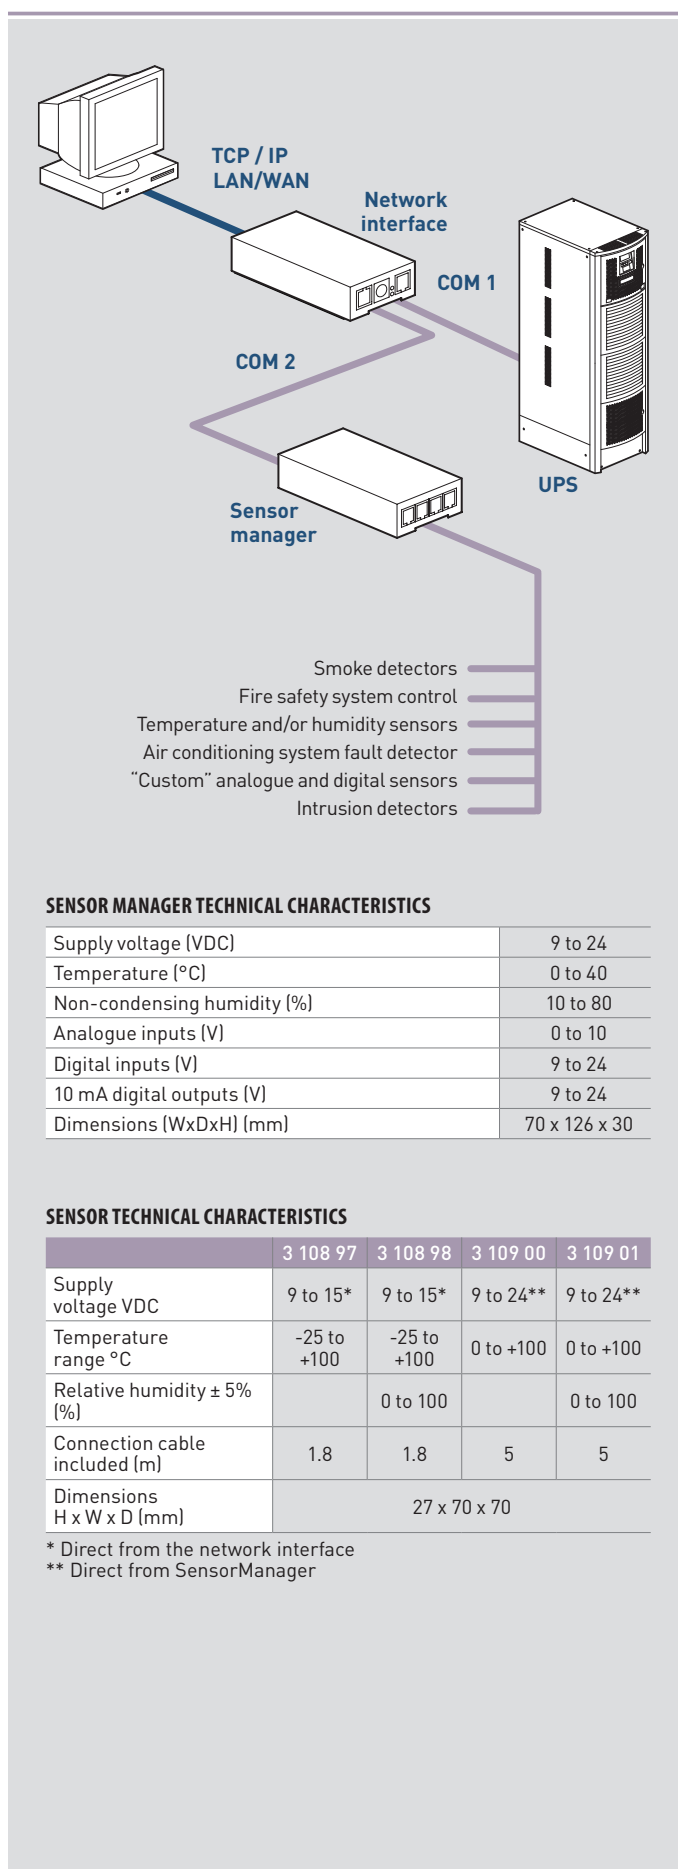 TCP / IP
LAN/WAN
Network
interface
COM 1
COM 2
UPS
Sensor
manager
Smoke detectors
Fire safety system control
Temperature and/or humidity sensors
Air conditioning system fault detector
“Custom” analogue and digital sensors
Intrusion detectors
SENSOR MANAGER TECHNICAL CHARACTERISTICS
Supply voltage (VDC) 9 to 24
Temperature (°C) 0 to 40
Non-condensing humidity (%) 10 to 80
Analogue inputs (V) 0 to 10
Digital inputs (V) 9 to 24
10 mA digital outputs (V) 9 to 24
Dimensions (WxDxH) (mm) 70 x 126 x 30
SENSOR TECHNICAL CHARACTERISTICS
3 108 97 3 108 98 3 109 00 3 109 01
Supply
voltage VDC 9 to 15* 9 to 15* 9 to 24** 9 to 24**
Temperature -25 to -25 to
range °C +100 +100 0 to +100 0 to +100
Relative humidity ± 5%
(%) 0 to 100 0 to 100
Connection cable
included (m) 1.8 1.8 5 5
Dimensions
H x W x D (mm) 27 x 70 x 70
* Direct from the network interface
** Direct from SensorManager